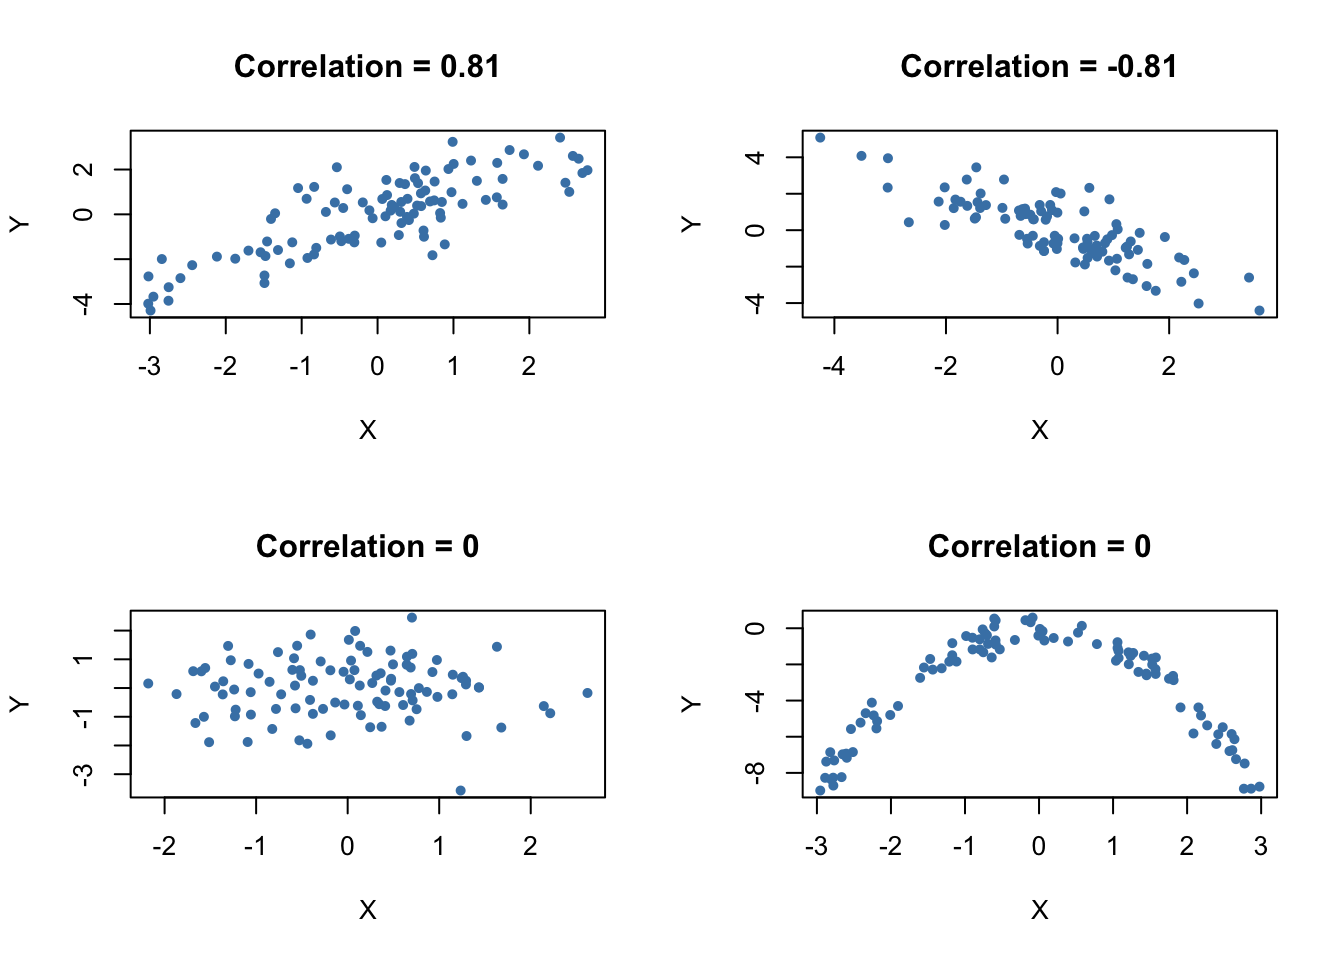 Correlation = 0.81
Y
2
0
-4
-3 -2 -1 0 1 2
X
Correlation = -0.81
Y
4
0
-4
-4 -2 0 2
X
Correlation = 0
Y
1
-1
-3
-2 -1 0 1 2
X
Correlation = 0
Y
0
-4
-8
-3 -2 -1 0 1 2 3
X